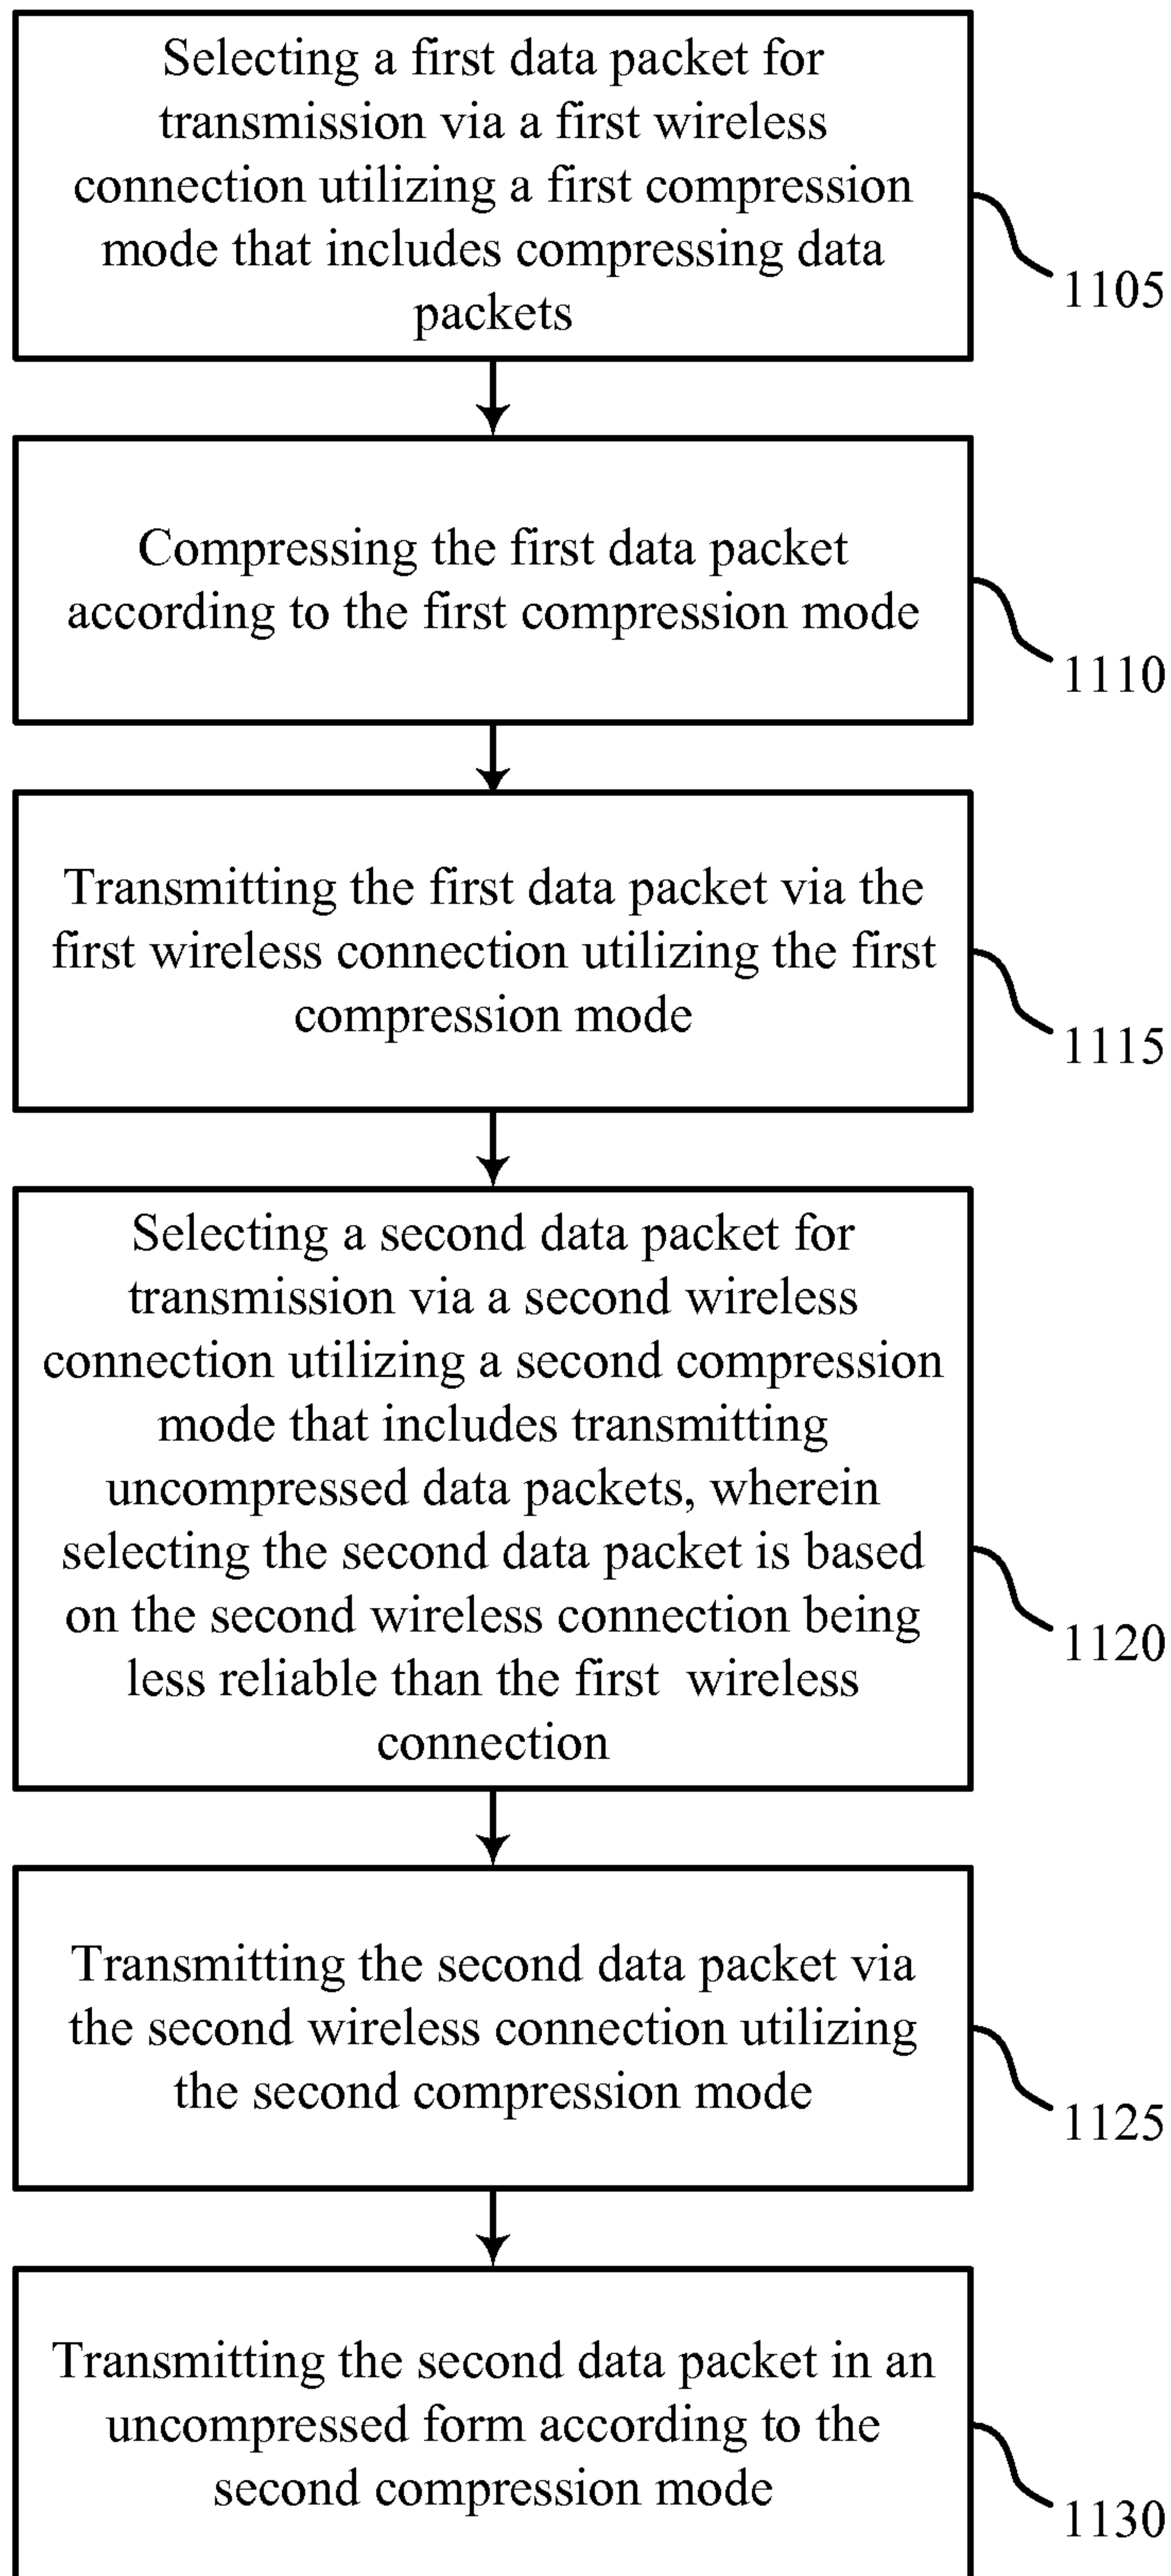 Selecting a first data packet for
transmission via a first wireless
connection utilizing a first compression
mode that includes compressing data
packets
1105
Compressing the first data packet
according to the first compression mode
1110
Transmitting the first data packet via the
first wireless connection utilizing the first
compression mode
1115
Selecting a second data packet for
transmission via a second wireless
connection utilizing a second compression
mode that includes transmitting
uncompressed data packets, wherein
selecting the second data packet is based
on the second wireless connection being
less reliable than the first  wireless
connection
1120
Transmitting the second data packet via
the second wireless connection utilizing
the second compression mode
1125
Transmitting the second data packet in an
uncompressed form according to the
second compression mode
1130